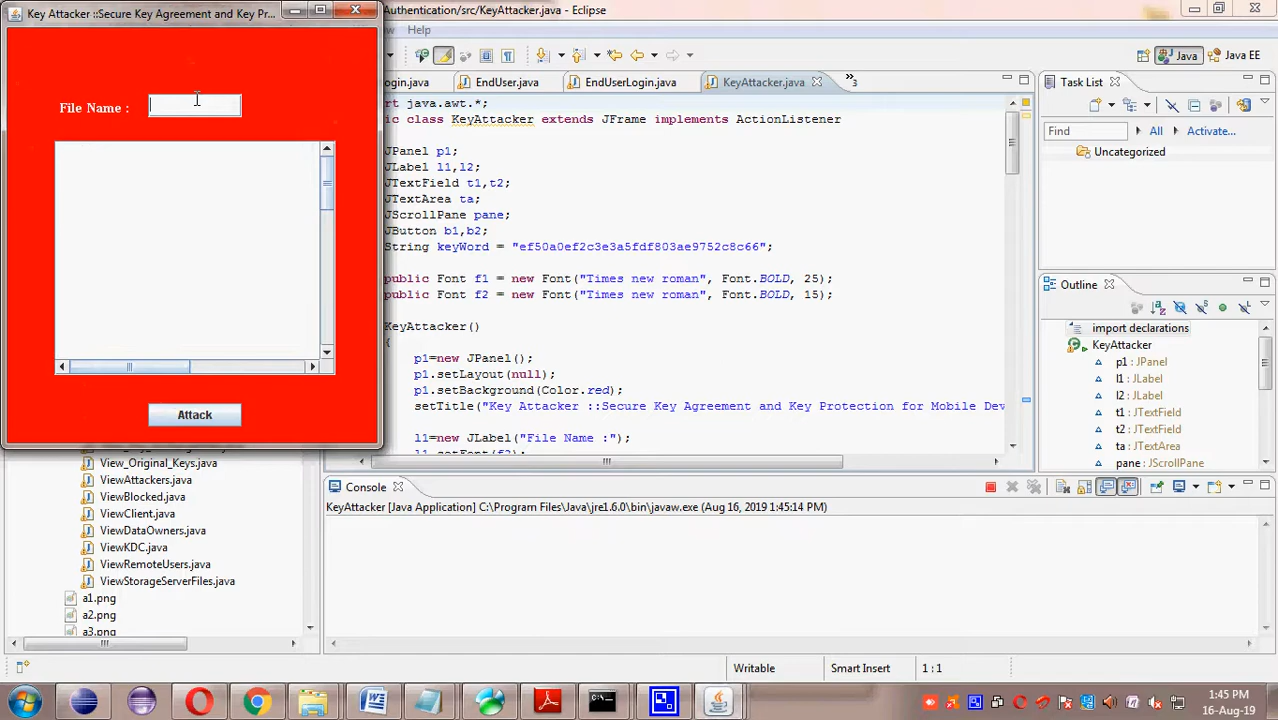 Key Attacker ::Secure Key Agreement and Key Pr...
Authentication/src/KeyAttacker.java - Eclipse
Help
Java
Java EE
ogin.java
EndUser.java
EndUserLogin.java
KeyAttacker.java
3
Task List
Find
All
Activate...
Uncategorized
File Name :
Attack
rt java.awt.*;
ic class KeyAttacker extends JFrame implements ActionListener
JPanel p1;
JLabel l1,l2;
JTextField t1,t2;
JTextArea ta;
JScrollPane pane;
JButton b1,b2;
String keyWord = "ef50a0ef2c3e3a5fdf803ae9752c8c66";
public Font f1 = new Font("Times new roman", Font.BOLD, 25);
public Font f2 = new Font("Times new roman", Font.BOLD, 15);
KeyAttacker()
{
p1=new JPanel();
p1.setLayout(null);
p1.setBackground(Color.red);
setTitle("Key Attacker ::Secure Key Agreement and Key Protection for Mobile Dev
l1=new JLabel("File Name :");
l1.setFont(f2);
Outline
import declarations
KeyAttacker
p1 : JPanel
l1 : JLabel
l2 : JLabel
t1 : JTextField
t2 : JTextField
ta : JTextArea
pane : JScrollPane
View_Original_Keys.java
ViewAttackers.java
ViewBlocked.java
ViewClient.java
ViewDataOwners.java
ViewKDC.java
ViewRemoteUsers.java
ViewStorageServerFiles.java
a1.png
a2.png
a3.png
Console
KeyAttacker [Java Application] C:\Program Files\Java\jre1.6.0\bin\javaw.exe (Aug 16, 2019 1:45:14 PM)
Writable
Smart Insert
1 : 1
1:45 PM
16-Aug-19